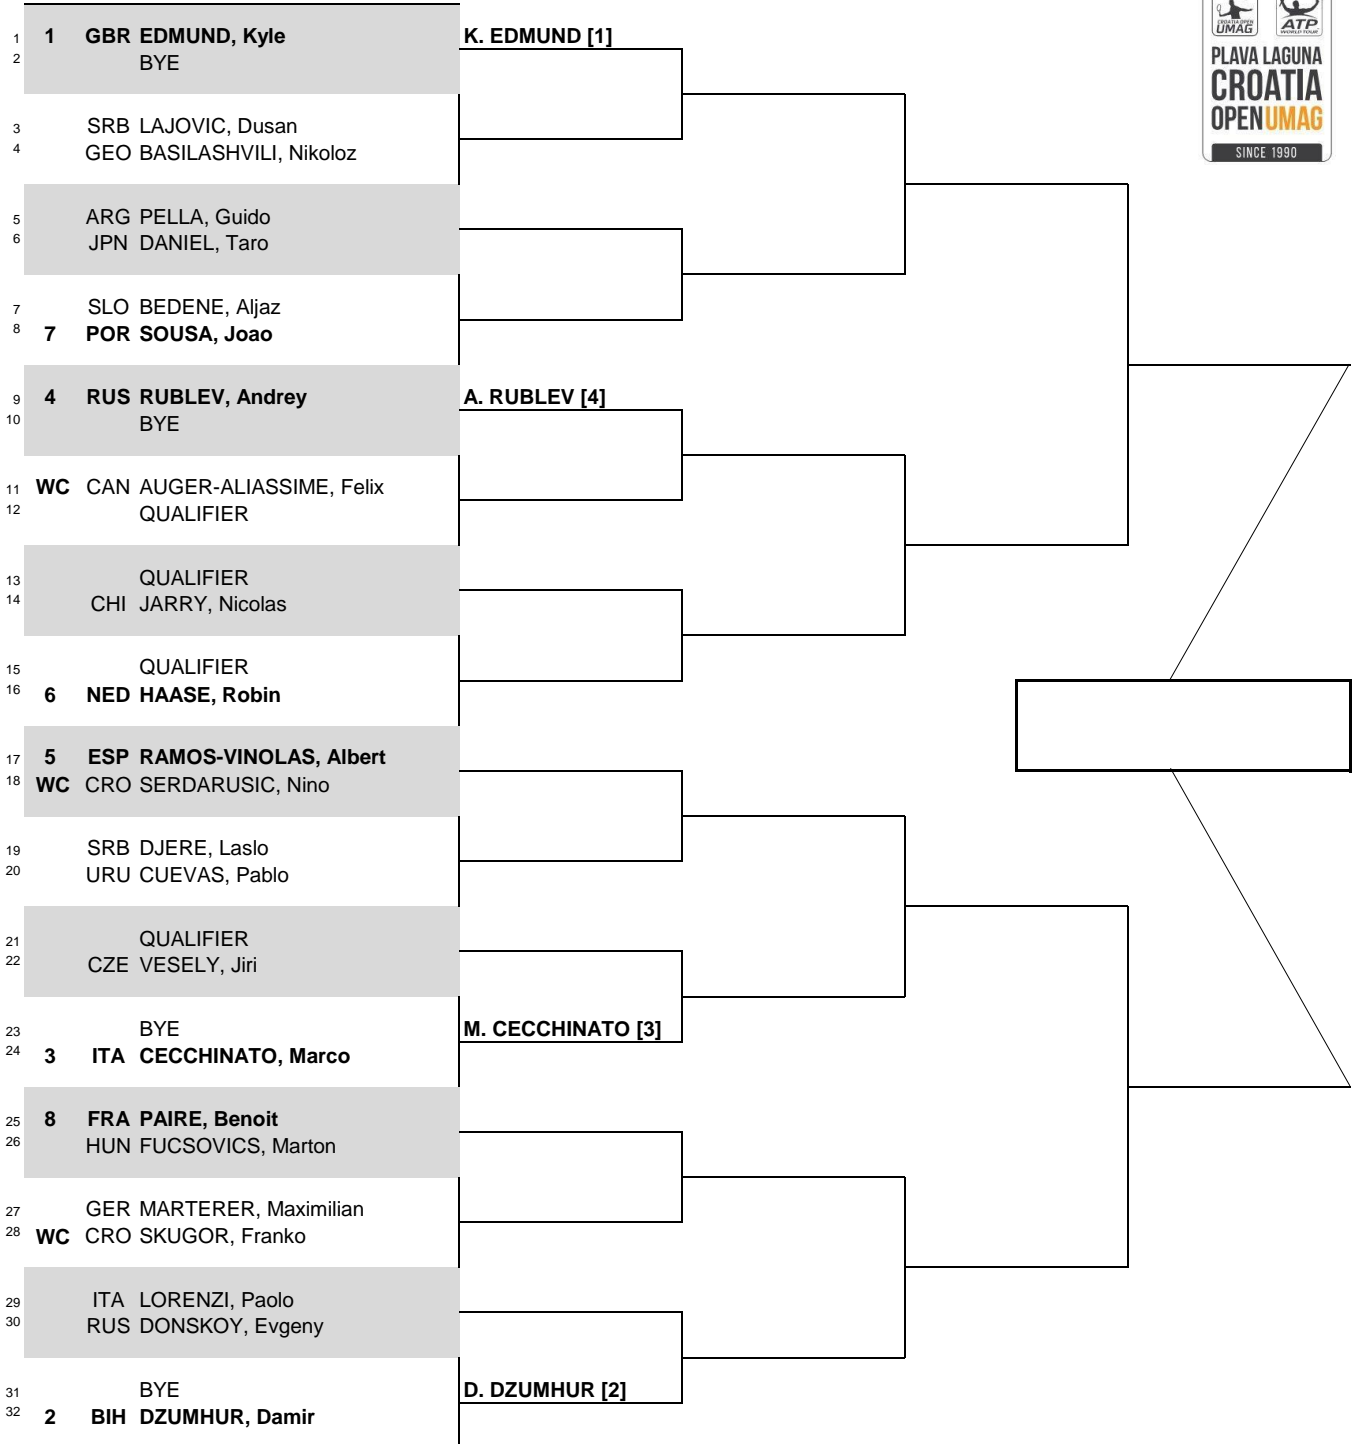 CROATIA OPEN
UMAG
ATP
WORLD TOUR
PLAVA LAGUNA
CROATIA
OPEN UMAG
SINCE 1990
1 1 GBR EDMUND, Kyle K. EDMUND [1]
2 BYE
3 SRB LAJOVIC, Dusan
4 GEO BASILASHVILI, Nikoloz
5 ARG PELLA, Guido
6 JPN DANIEL, Taro
7 SLO BEDENE, Aljaz
8 7 POR SOUSA, Joao
9 4 RUS RUBLEV, Andrey A. RUBLEV [4]
10 BYE
11 WC CAN AUGER-ALIASSIME, Felix
12 QUALIFIER
13 QUALIFIER
14 CHI JARRY, Nicolas
15 QUALIFIER
16 6 NED HAASE, Robin
17 5 ESP RAMOS-VINOLAS, Albert
18 WC CRO SERDARUSIC, Nino
19 SRB DJERE, Laslo
20 URU CUEVAS, Pablo
21 QUALIFIER
22 CZE VESELY, Jiri
23 BYE M. CECCHINATO [3]
24 3 ITA CECCHINATO, Marco
25 8 FRA PAIRE, Benoit
26 HUN FUCSOVICS, Marton
27 GER MARTERER, Maximilian
28 WC CRO SKUGOR, Franko
29 ITA LORENZI, Paolo
30 RUS DONSKOY, Evgeny
31 BYE D. DZUMHUR [2]
32 2 BIH DZUMHUR, Damir